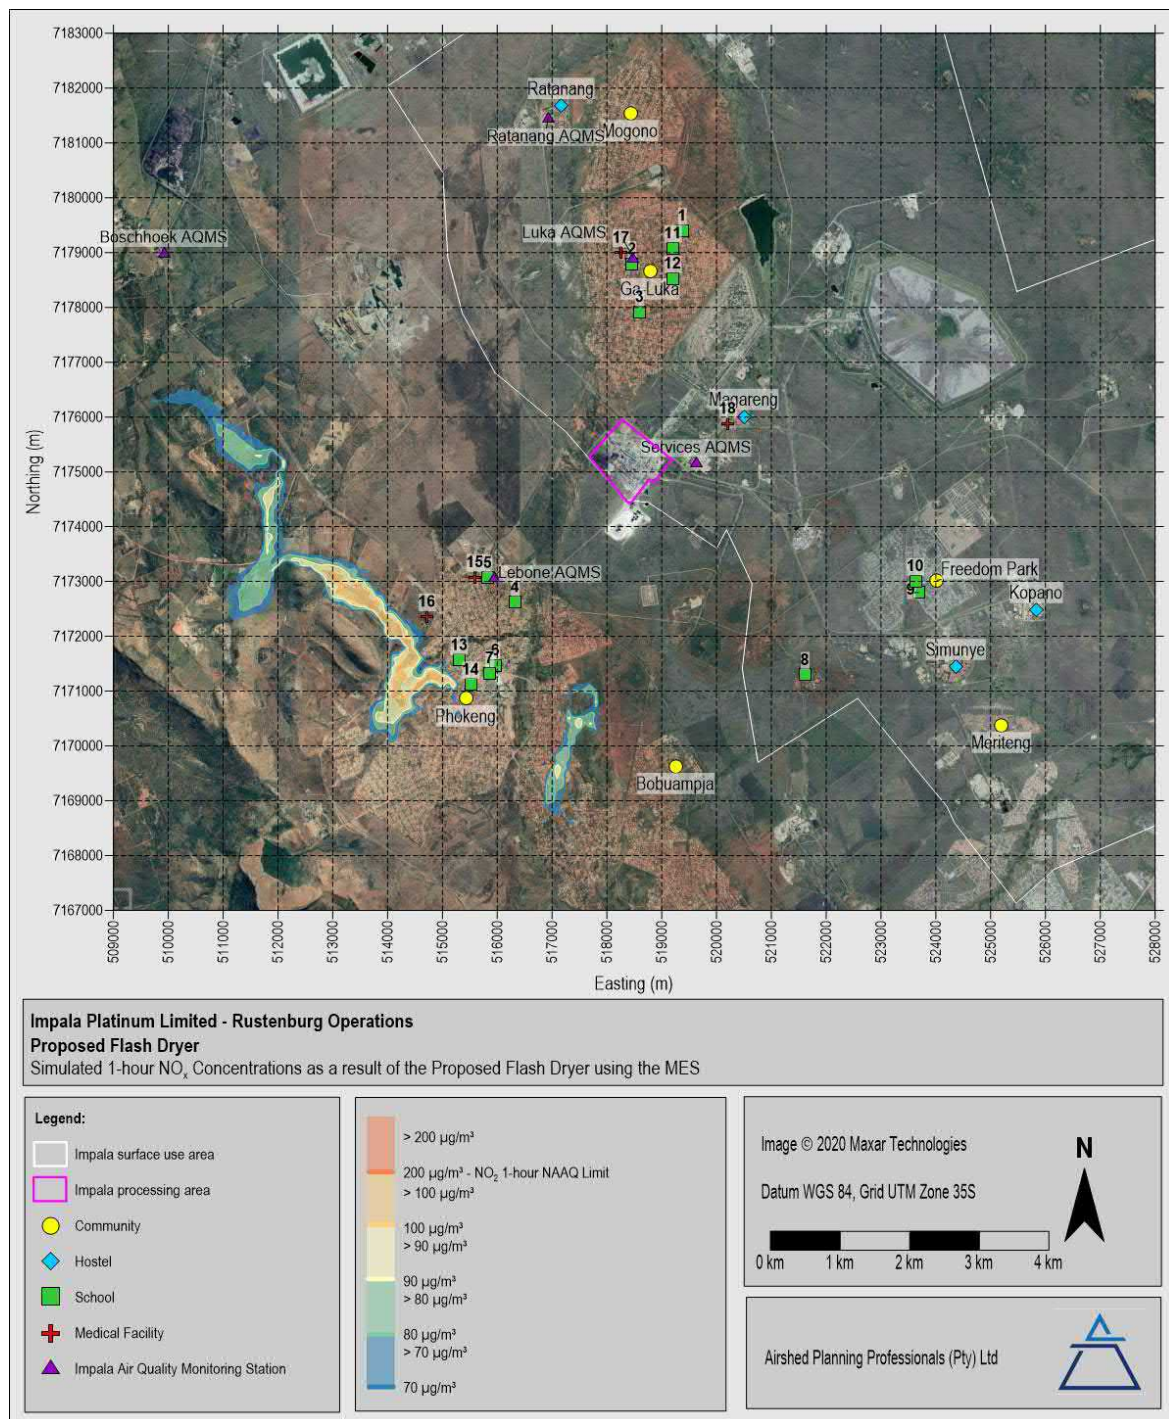 7183000
7182000
7181000
7180000
7179000
7178000
7177000
7176000
7175000
7174000
7173000
7172000
7171000
7170000
7169000
7168000
7167000
Northing (m)
Ratanang
Ratanang AQMS
Mogono
Boschhoek AQMS
Luka AQMS
1
17
2
11
12
Ga-Luka
3
Magareng
18
Services AQMS
155
Lebone AQMS
4
16
10
9
Freedom Park
Kopano
13
6
7
14
8
Simunye
Phokeng
Meriteng
Bobuampja
509000
510000
511000
512000
513000
514000
515000
516000
517000
518000
519000
520000
521000
522000
523000
524000
525000
526000
527000
528000
Easting (m)
Impala Platinum Limited - Rustenburg Operations
Proposed Flash Dryer
Simulated 1-hour NOx Concentrations as a result of the Proposed Flash Dryer using the MES
Legend:
Impala surface use area
Impala processing area
Community
Hostel
School
Medical Facility
Impala Air Quality Monitoring Station
> 200 µg/m³
200 µg/m³ - NO2 1-hour NAAQ Limit
> 100 µg/m³
100 µg/m³
> 90 µg/m³
90 µg/m³
> 80 µg/m³
80 µg/m³
> 70 µg/m³
70 µg/m³
Image © 2020 Maxar Technologies
Datum WGS 84, Grid UTM Zone 35S
N
0 km 1 km 2 km 3 km 4 km
Airshed Planning Professionals (Pty) Ltd